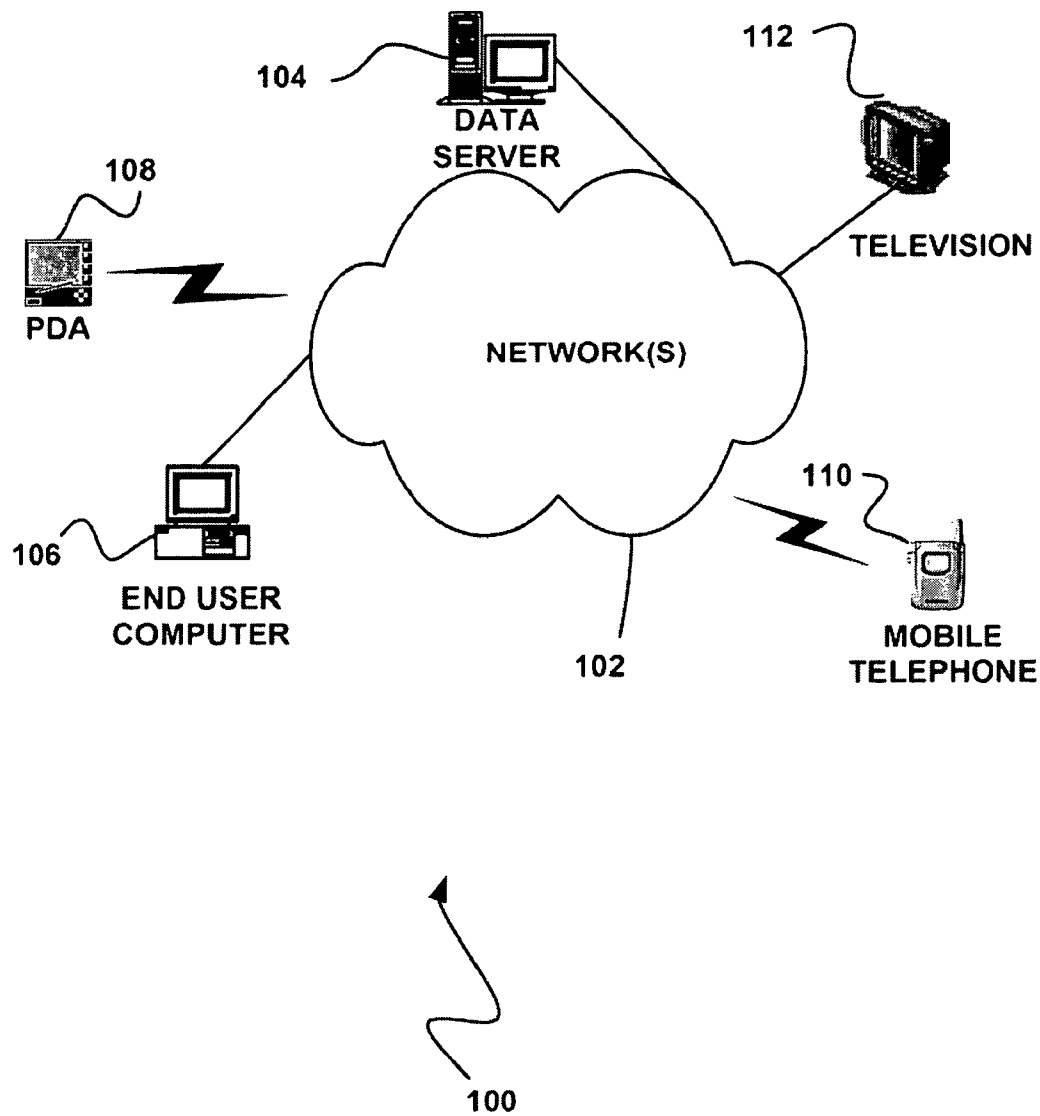 104
DATA
SERVER
112
TELEVISION
108
PDA
NETWORK(S)
106
END USER
COMPUTER
110
MOBILE
TELEPHONE
102
100